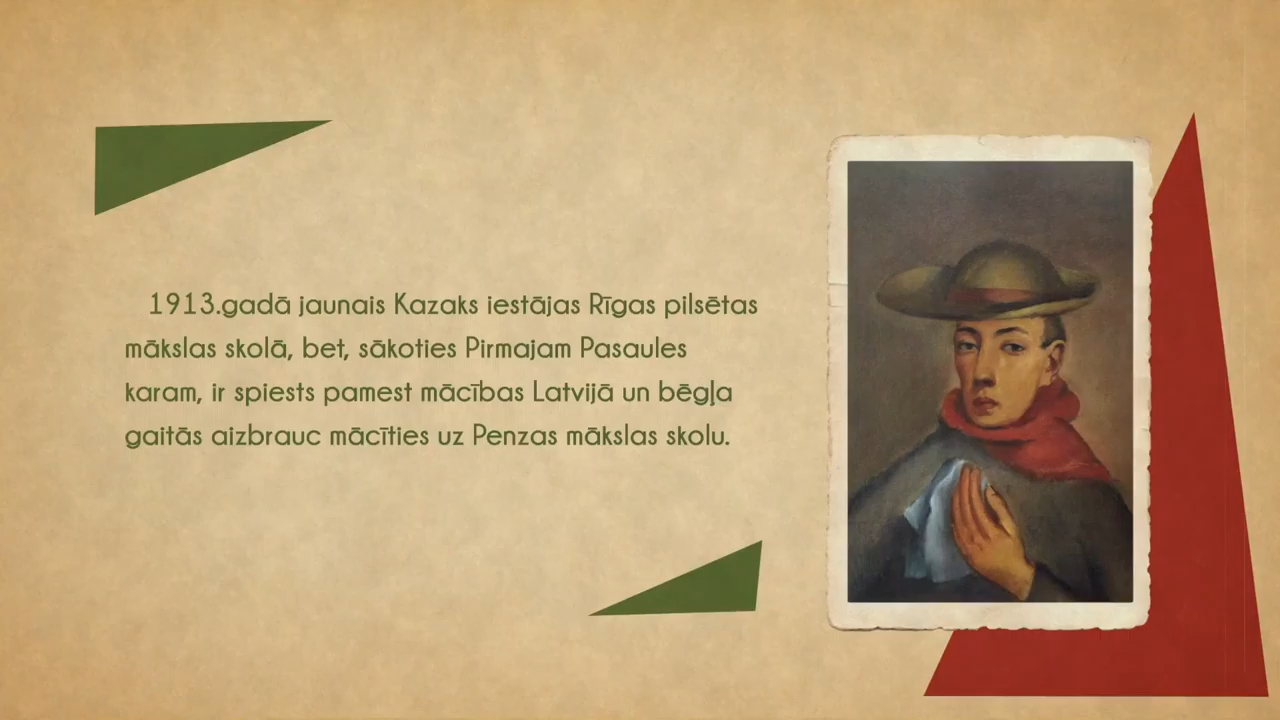 1913.gadā jaunais Kazaks iestājas Rīgas pilsētas
mākslas skolā, bet, sākoties Pirmajam Pasaules
karam, ir spiests pamest mācības Latvijā un bēgļa
gaitās aizbrauc mācīties uz Penzas mākslas skolu.